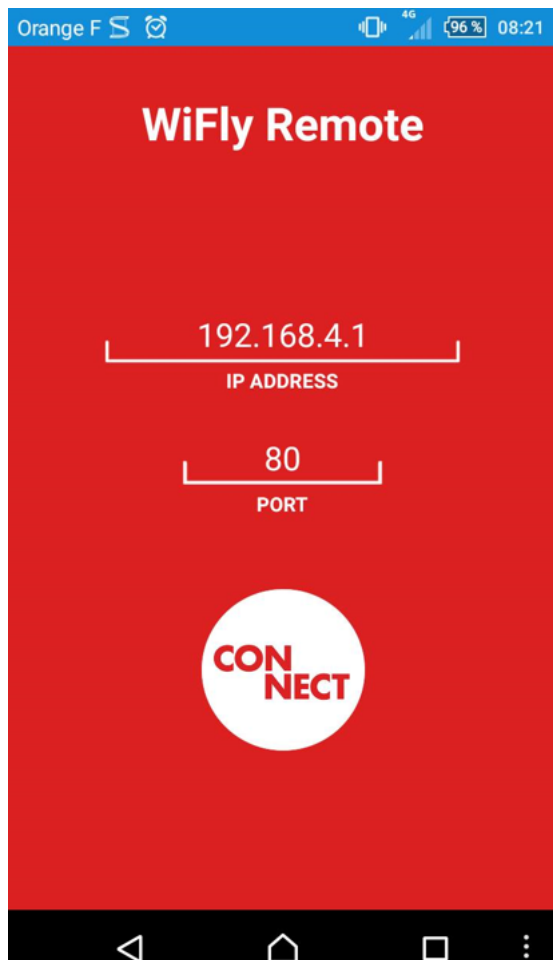 Orange F
4G
96 %
08:21
WiFly Remote
192.168.4.1
IP ADDRESS
80
PORT
CON
NECT